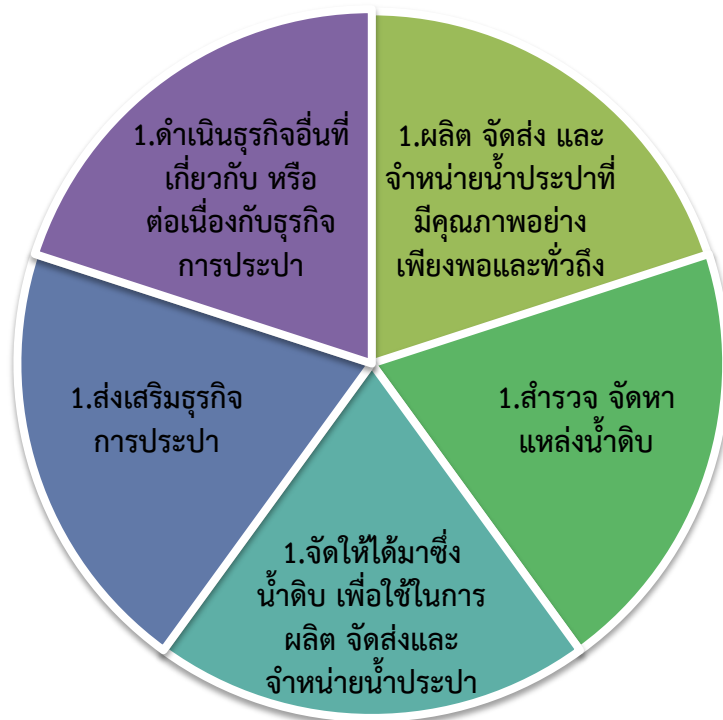 1.ดำเนินธุรกิจอื่นที่
เกี่ยวกับ หรือ
ต่อเนื่องกับธุรกิจ
การประปา
1.ผลิต จัดส่ง และ
จำหน่ายน้ำประปาที่
มีคุณภาพอย่าง
เพียงพอและทั่วถึง
1.ส่งเสริมธุรกิจ
การประปา
1.สำรวจ จัดหา
แหล่งน้ำดิบ
1.จัดให้ได้มาซึ่ง
น้ำดิบ เพื่อใช้ในการ
ผลิต จัดส่งและ
จำหน่ายน้ำประปา